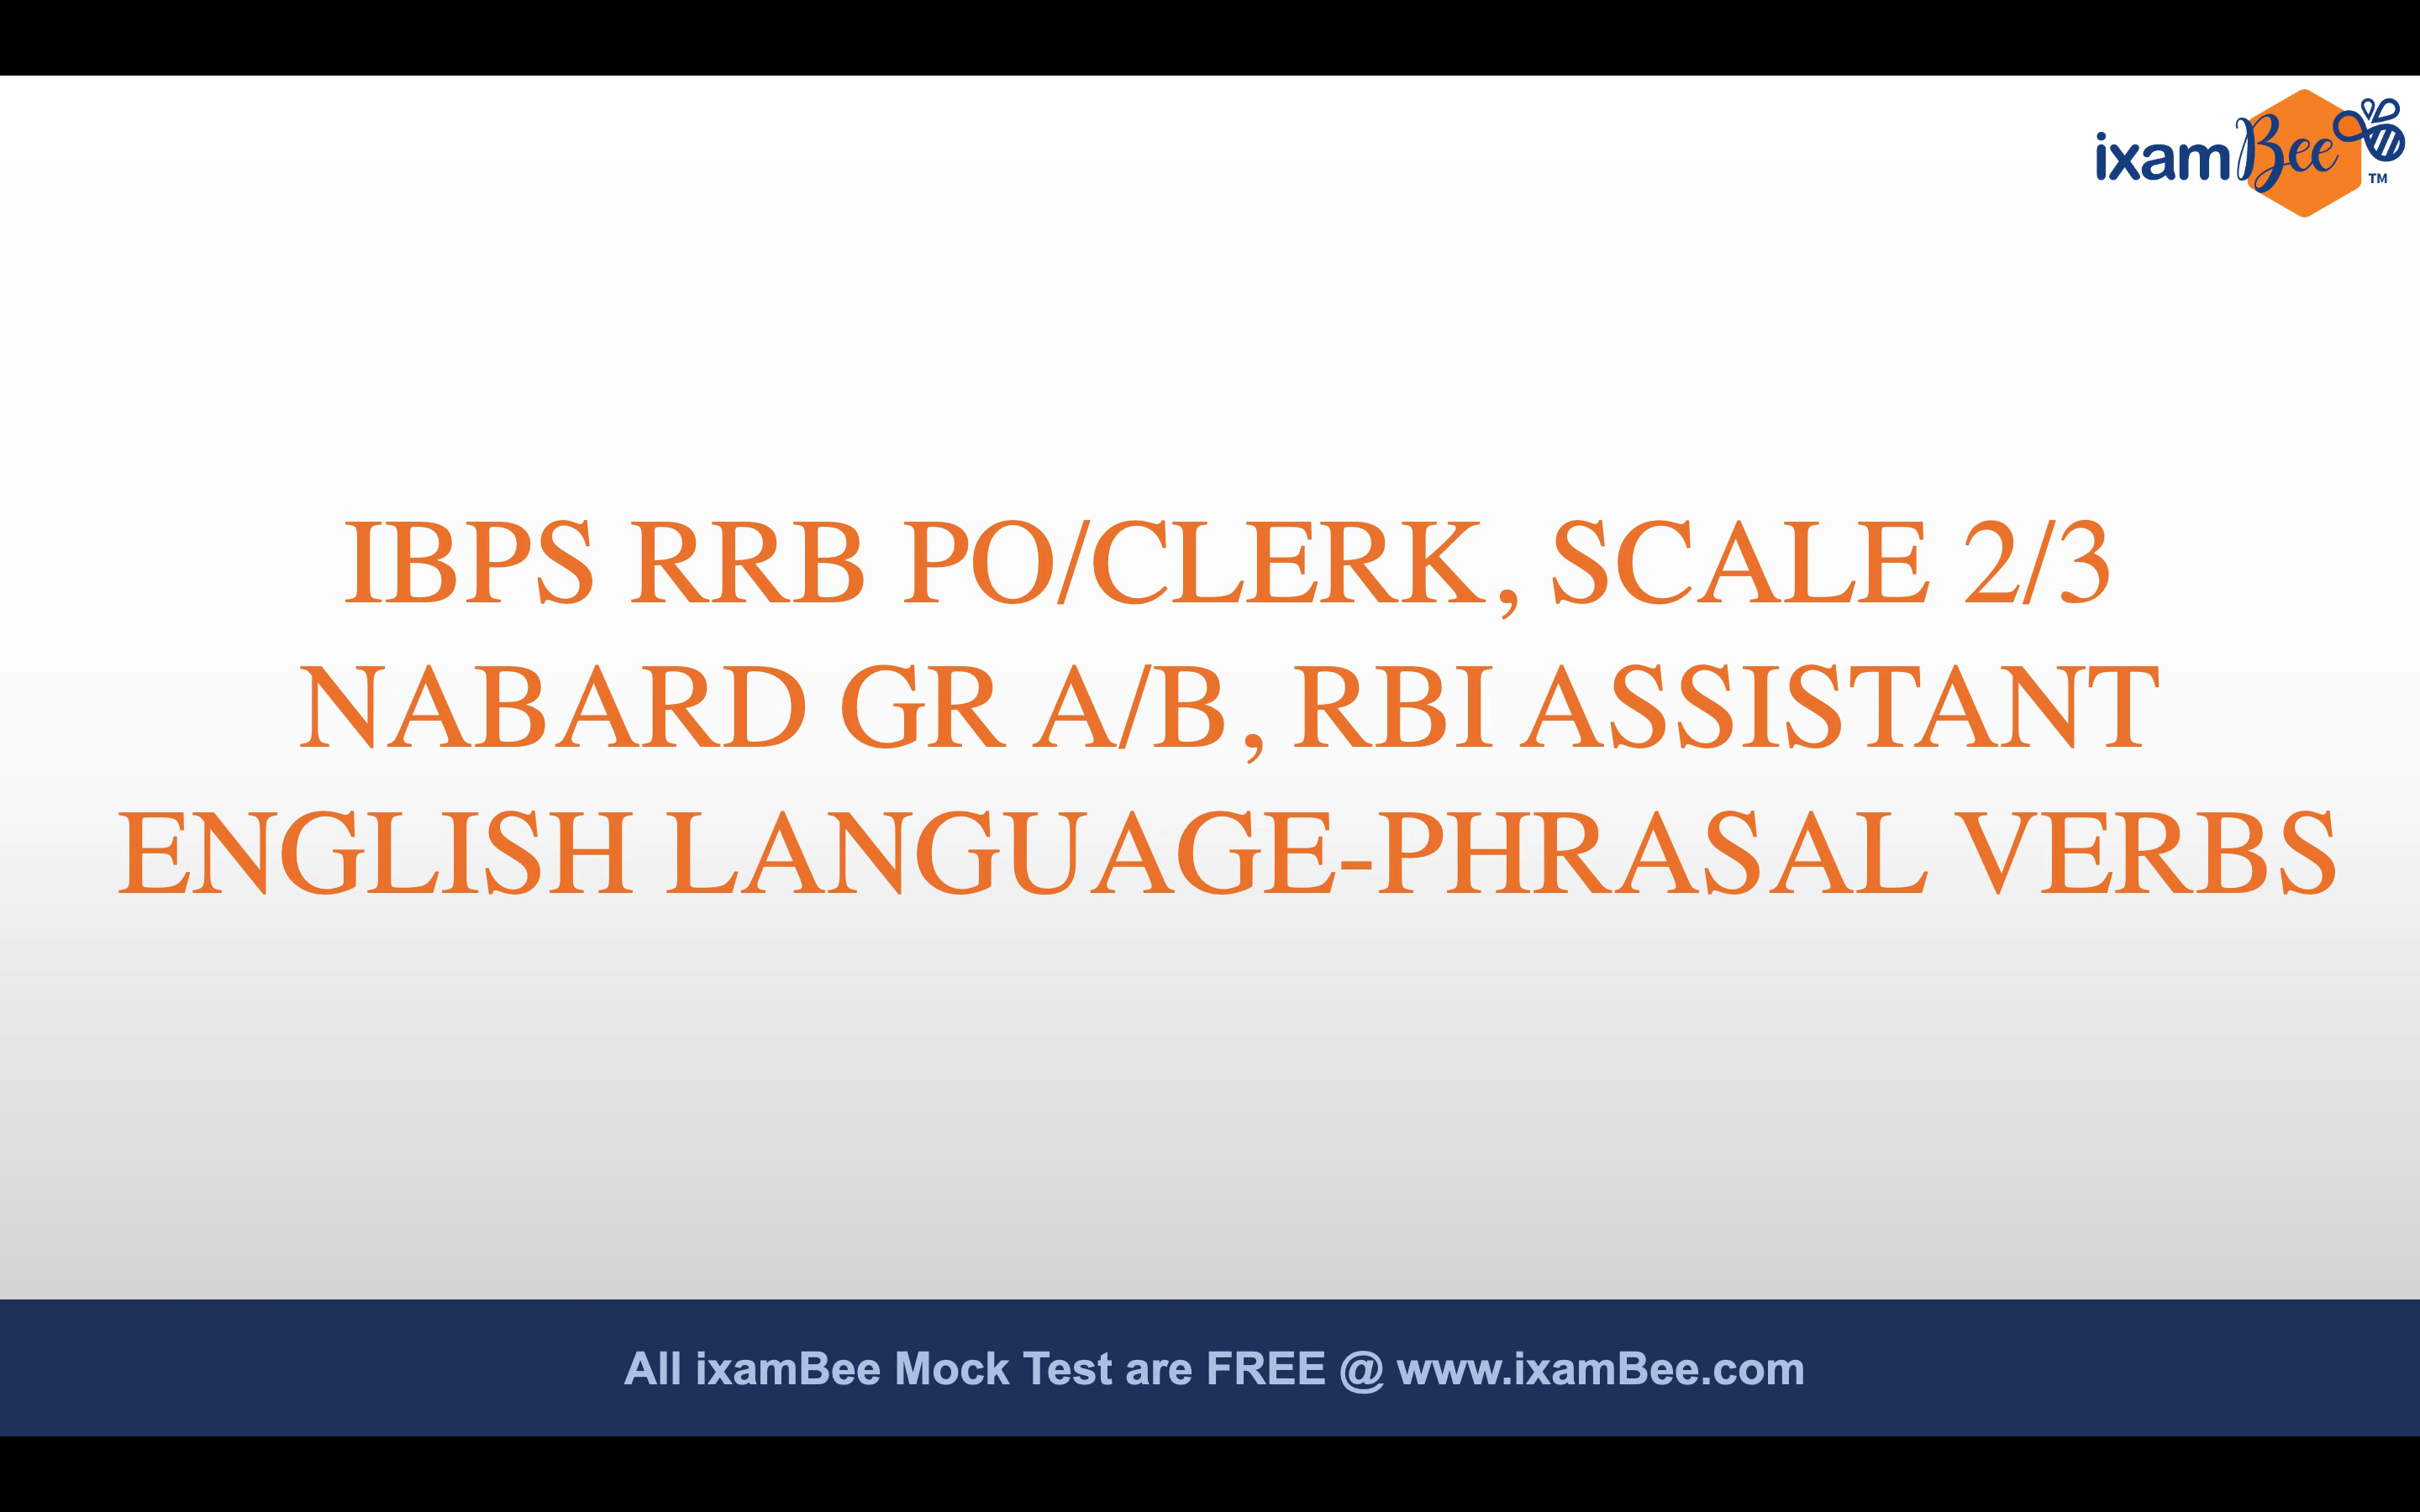 ixamBee TM
IBPS RRB PO/CLERK, SCALE 2/3
NABARD GR A/B, RBI ASSISTANT
ENGLISH LANGUAGE-PHRASAL VERBS
All ixamBee Mock Test are FREE @ www.ixamBee.com